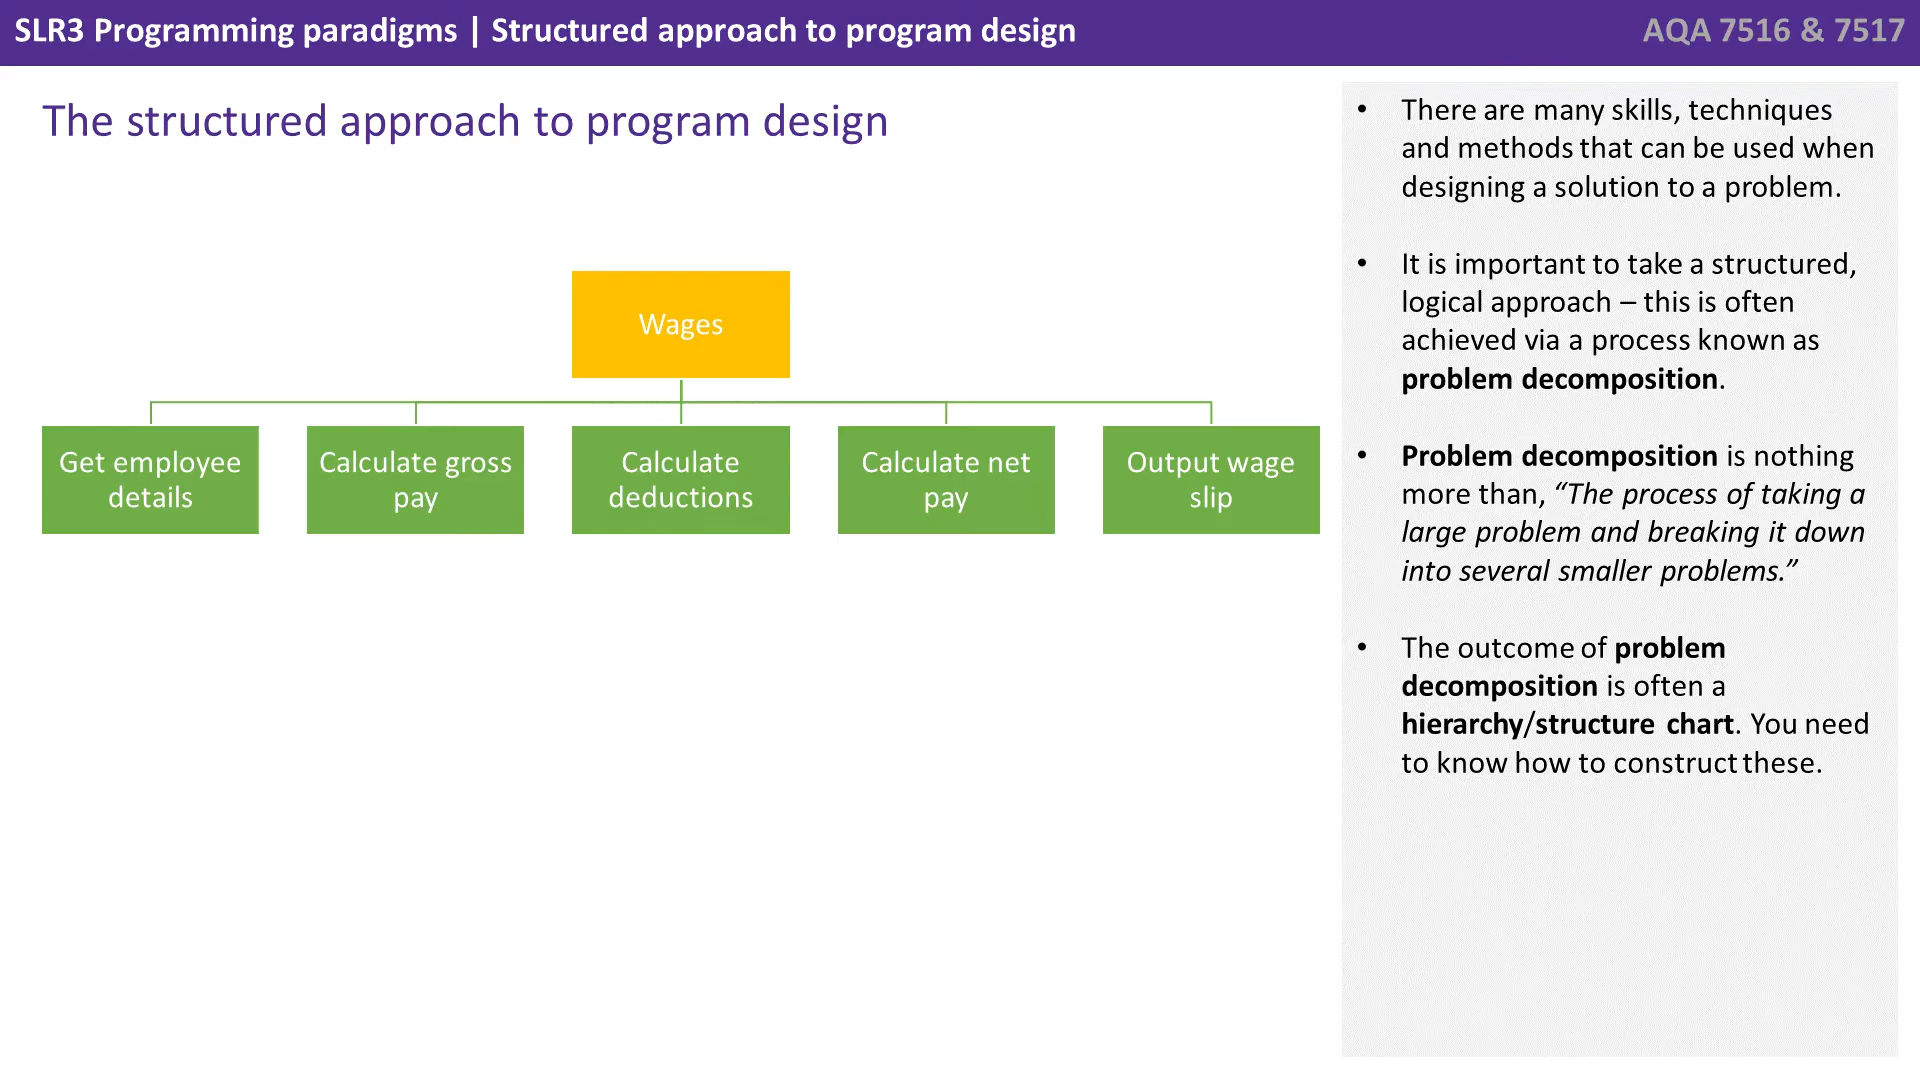 SLR3 Programming paradigms | Structured approach to program design
AQA 7516 & 7517
The structured approach to program design
Wages
Get employee
details
Calculate gross
pay
Calculate
deductions
Calculate net
pay
Output wage
slip
• There are many skills, techniques
and methods that can be used when
designing a solution to a problem.
• It is important to take a structured,
logical approach – this is often
achieved via a process known as
problem decomposition.
• Problem decomposition is nothing
more than, “The process of taking a
large problem and breaking it down
into several smaller problems.”
• The outcome of problem
decomposition is often a
hierarchy/structure chart. You need
to know how to construct these.